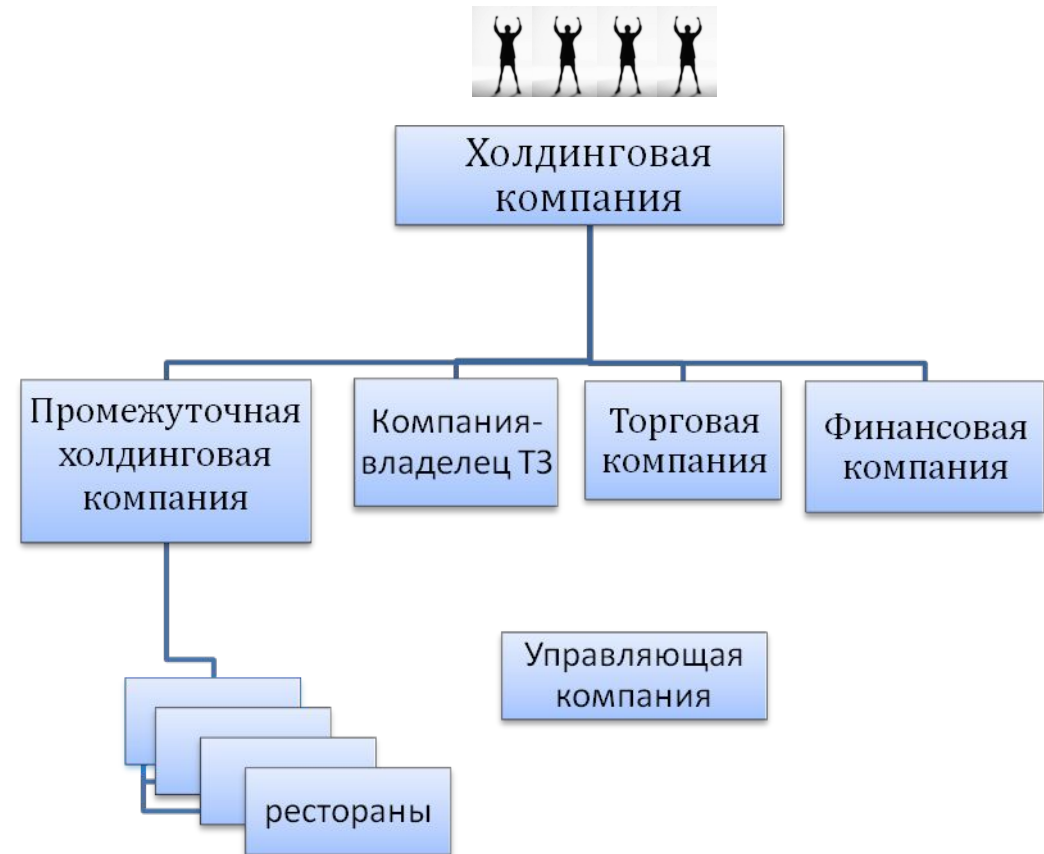 Холдинговая
компания
Промежуточная
холдинговая
компания
Компания-
владелец ТЗ
Торговая
компания
Финансовая
компания
Управляющая
компания
рестораны